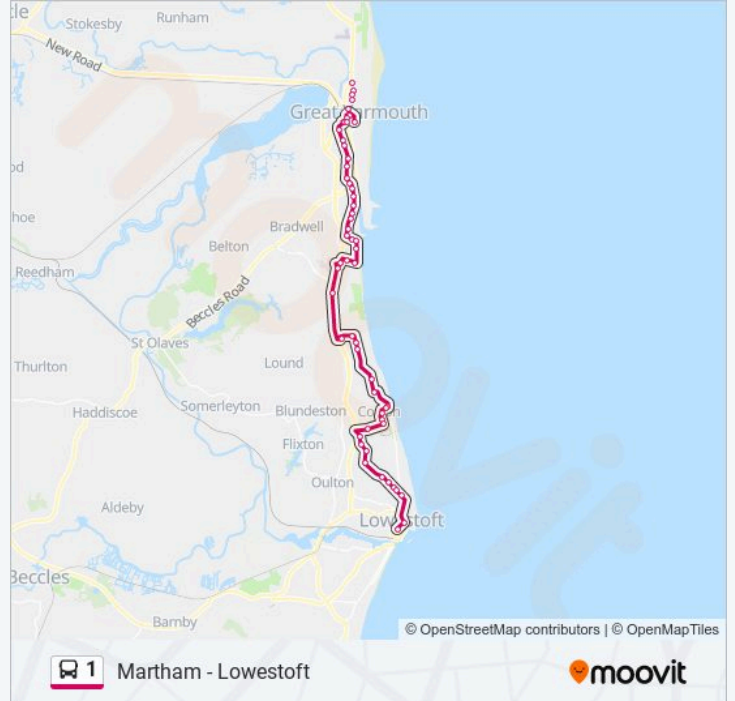 Runham
Stokesby
New Road
Great Yarmouth
Bradwell
Belton
Reedham
Beccles Road
St Olaves
Thurlton
Lound
Somerleyton
Haddiscoe
Blundeston
Flixton
Oulton
Aldeby
Lowestoft
Beccles
Barnby
© OpenStreetMap contributors | © OpenMapTiles
1 Martham - Lowestoft
moovit